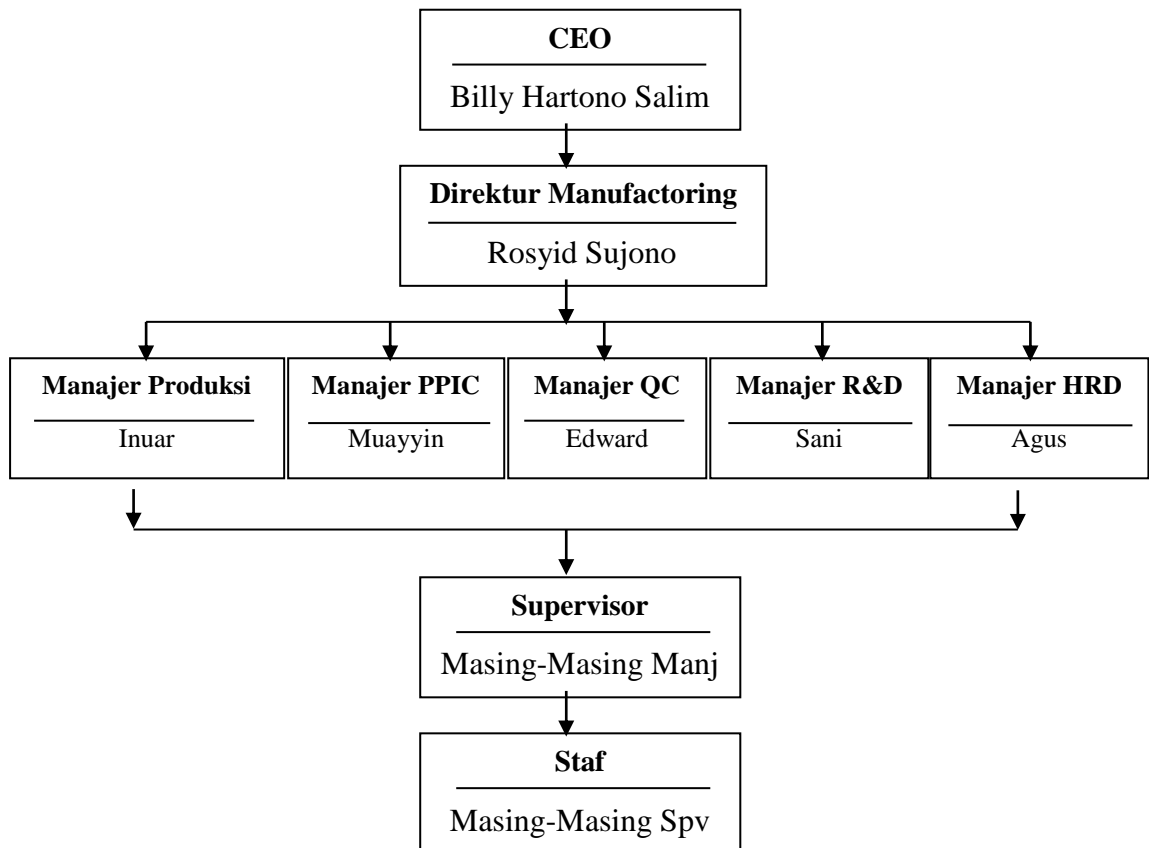 CEO
Billy Hartono Salim
Direktur Manufactoring
Rosyid Sujono
Manajer Produksi
Inuar
Manajer PPIC
Muayyin
Manajer QC
Edward
Manajer R&D
Sani
Manajer HRD
Agus
Supervisor
Masing-Masing Manj
Staf
Masing-Masing Spv